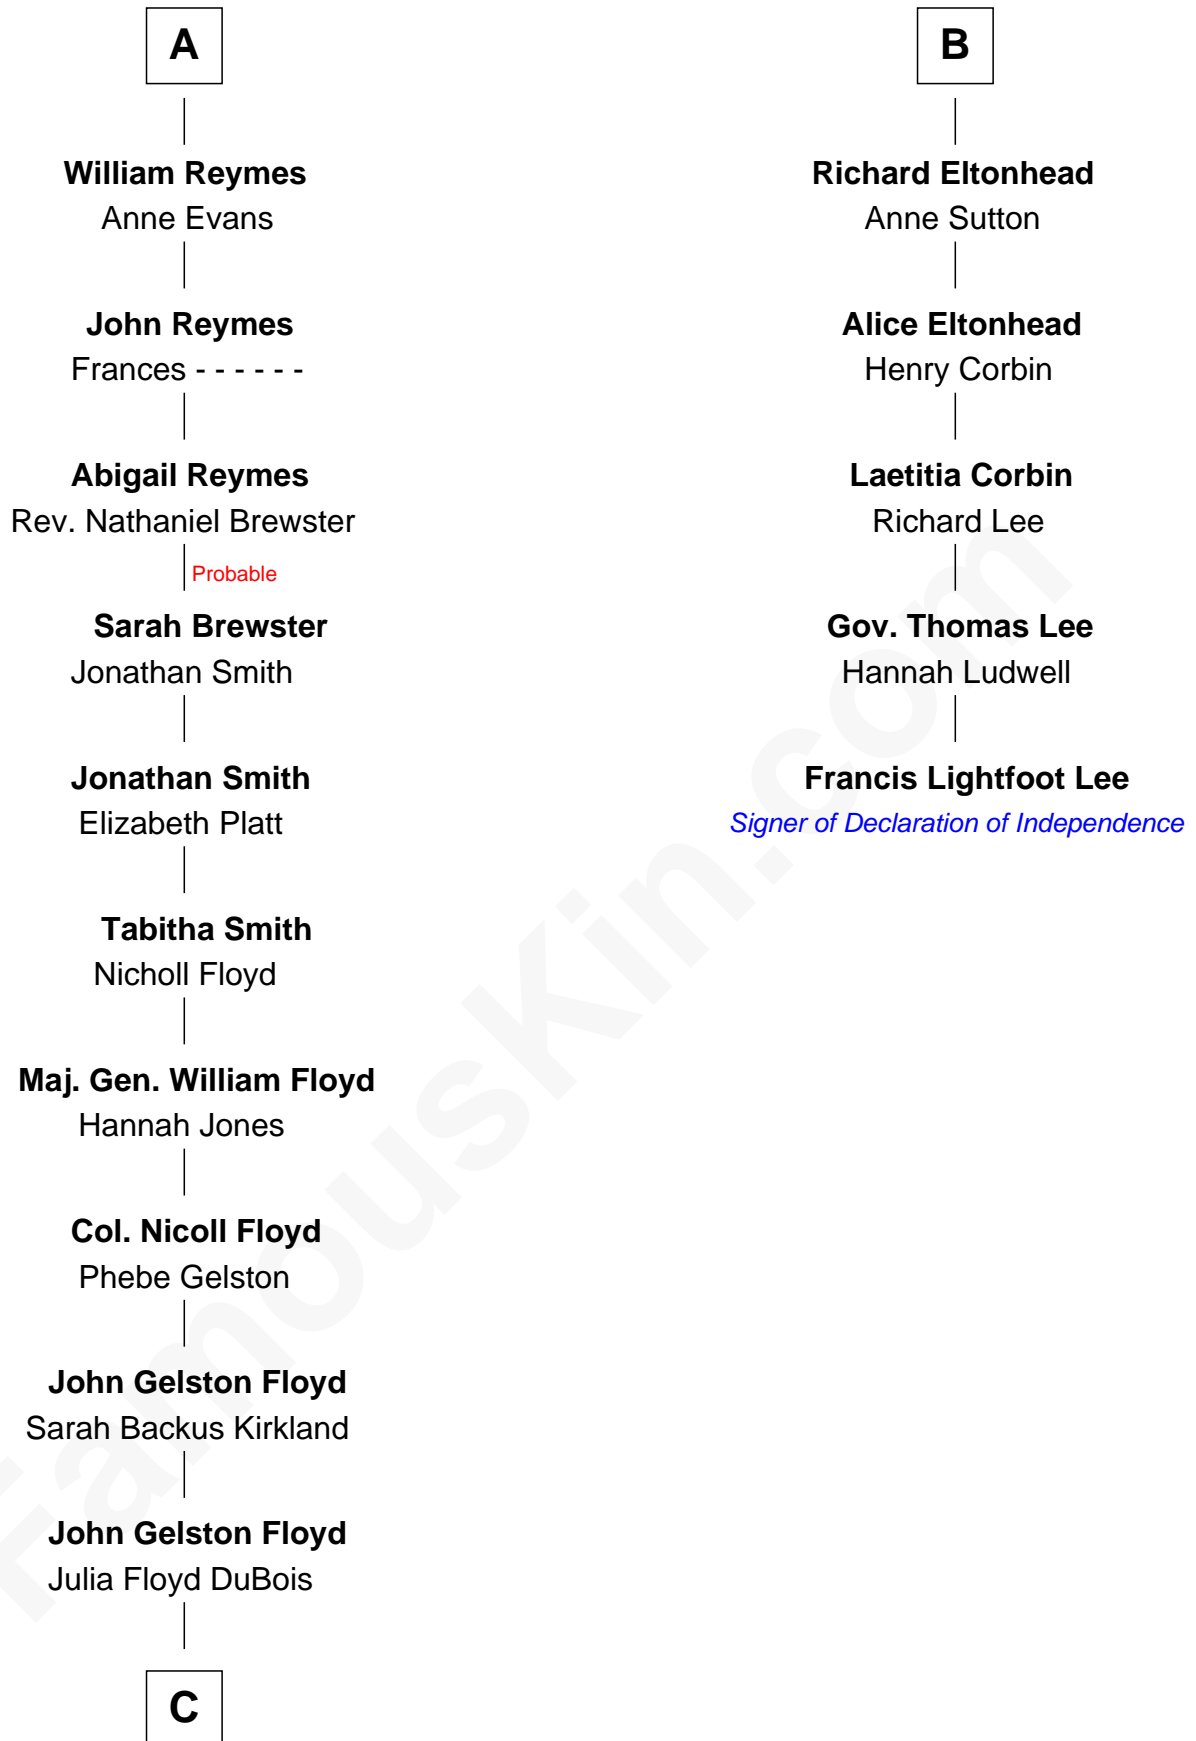 A
William Reymes
Anne Evans
John Reymes
Frances - - - - - -
Abigail Reymes
Rev. Nathaniel Brewster
Probable
Sarah Brewster
Jonathan Smith
Jonathan Smith
Elizabeth Platt
Tabitha Smith
Nicholl Floyd
Maj. Gen. William Floyd
Hannah Jones
Col. Nicoll Floyd
Phebe Gelston
John Gelston Floyd
Sarah Backus Kirkland
John Gelston Floyd
Julia Floyd DuBois
C
B
Richard Eltonhead
Anne Sutton
Alice Eltonhead
Henry Corbin
Laetitia Corbin
Richard Lee
Gov. Thomas Lee
Hannah Ludwell
Francis Lightfoot Lee
Signer of Declaration of Independence
FamousKin.com